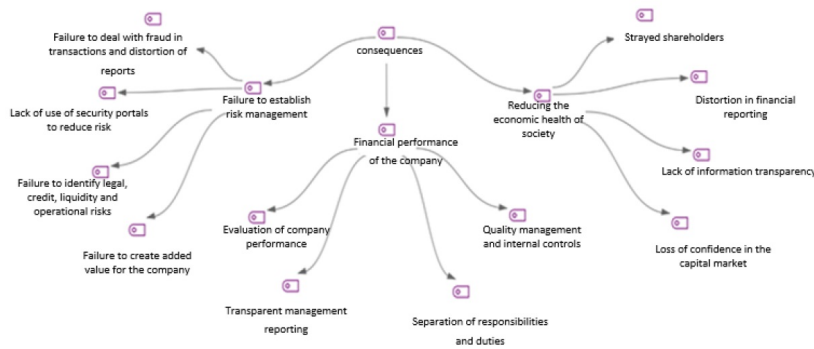 consequences
Failure to deal with fraud in
transactions and distortion of
reports
Lack of use of security portals
to reduce risk
Failure to establish
risk management
Failure to identify legal,
credit, liquidity and
operational risks
Failure to create added
value for the company
Financial performance
of the company
Evaluation of company
performance
Transparent management
reporting
Separation of responsibilities
and duties
Quality management
and internal controls
Reducing the
economic health of
society
Strayed shareholders
Distortion in financial
reporting
Lack of information transparency
Loss of confidence in the
capital market